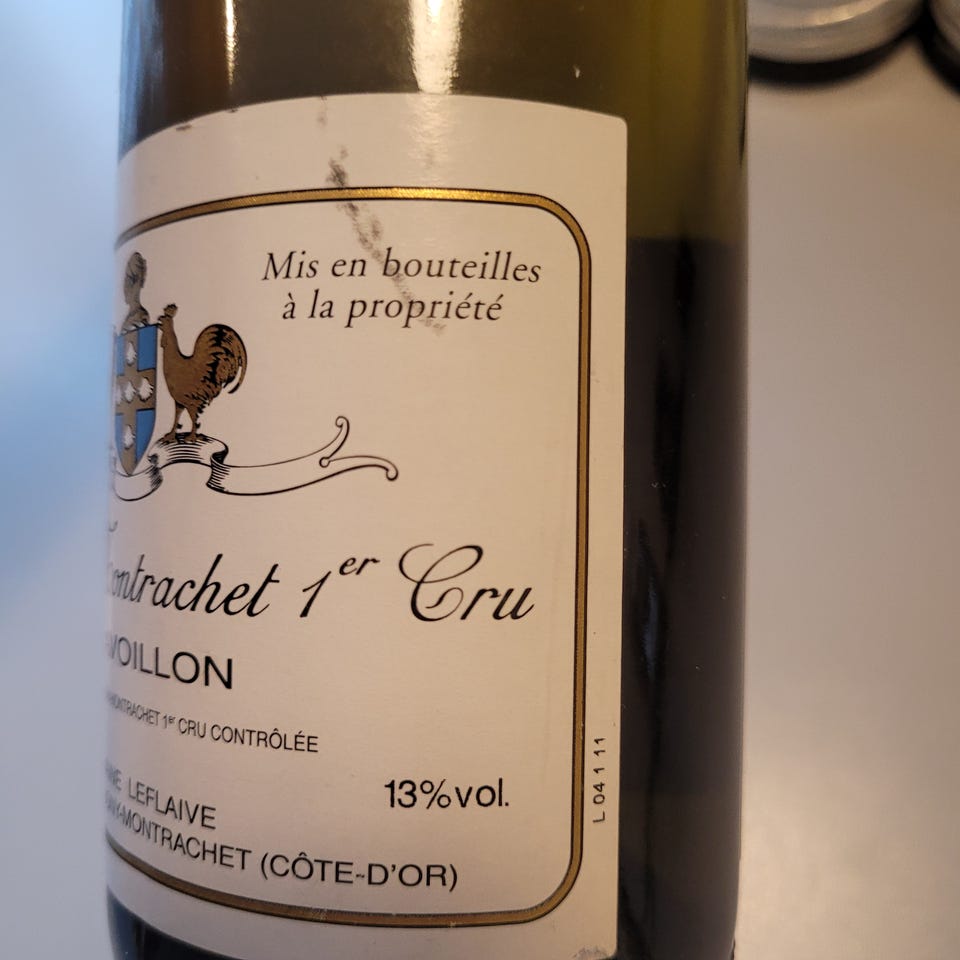 Mis en bouteilles
à la propriété
ontrachet 1er Cru
VOILLON
MONTRACHET 1er CRU CONTRÔLÉE
13%vol.
LEFLAIVE
-MONTRACHET (CÔTE-D'OR)
L 04 1 11